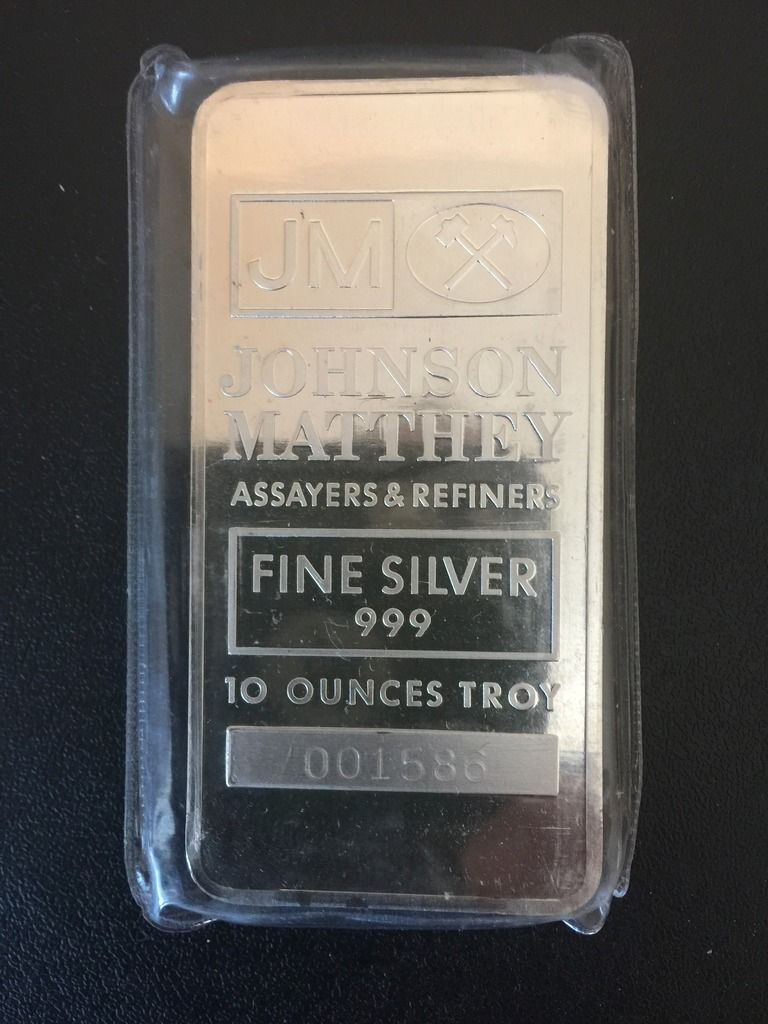 JM
JOHNSON
MATTHEY
ASSAYERS & REFINERS
FINE SILVER
999
10 OUNCES TROY
001586